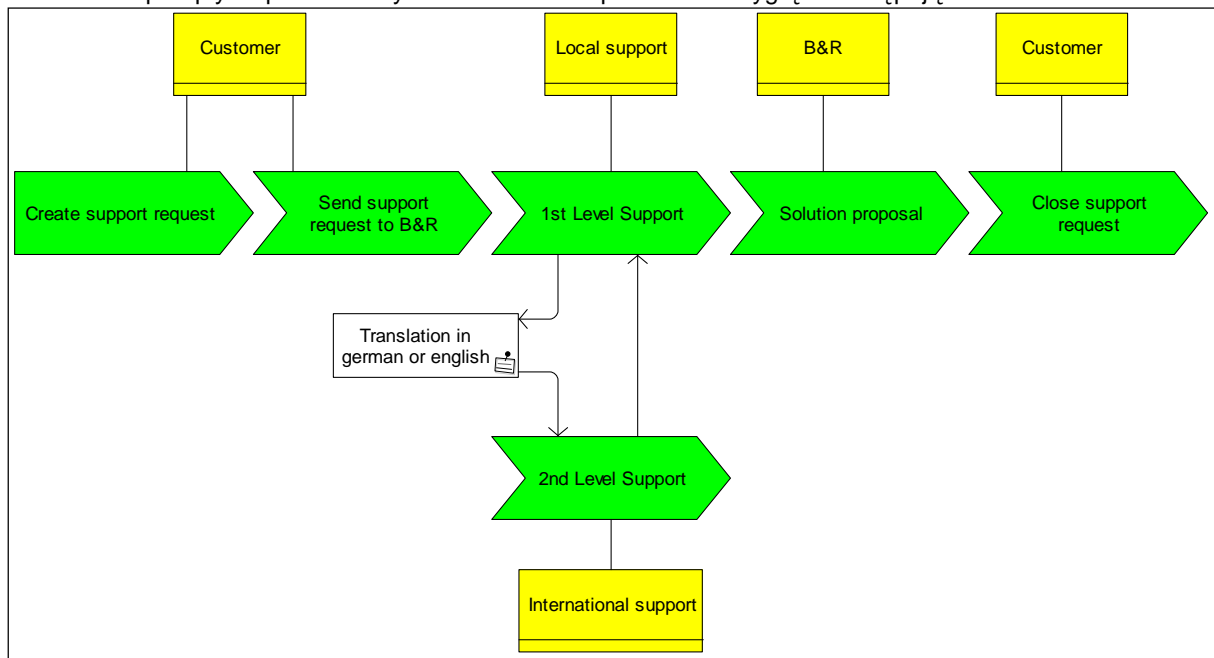 Customer
Local support
B&R
Customer
Create support request
Send support
request to B&R
1st Level Support
Solution proposal
Close support
request
Translation in
german or english
2nd Level Support
International support